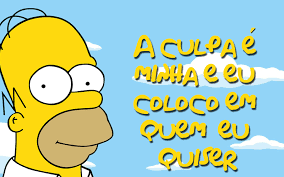 A CULPA É
MINHA E EU
COLOCO EM
QUEM EU
QUISER